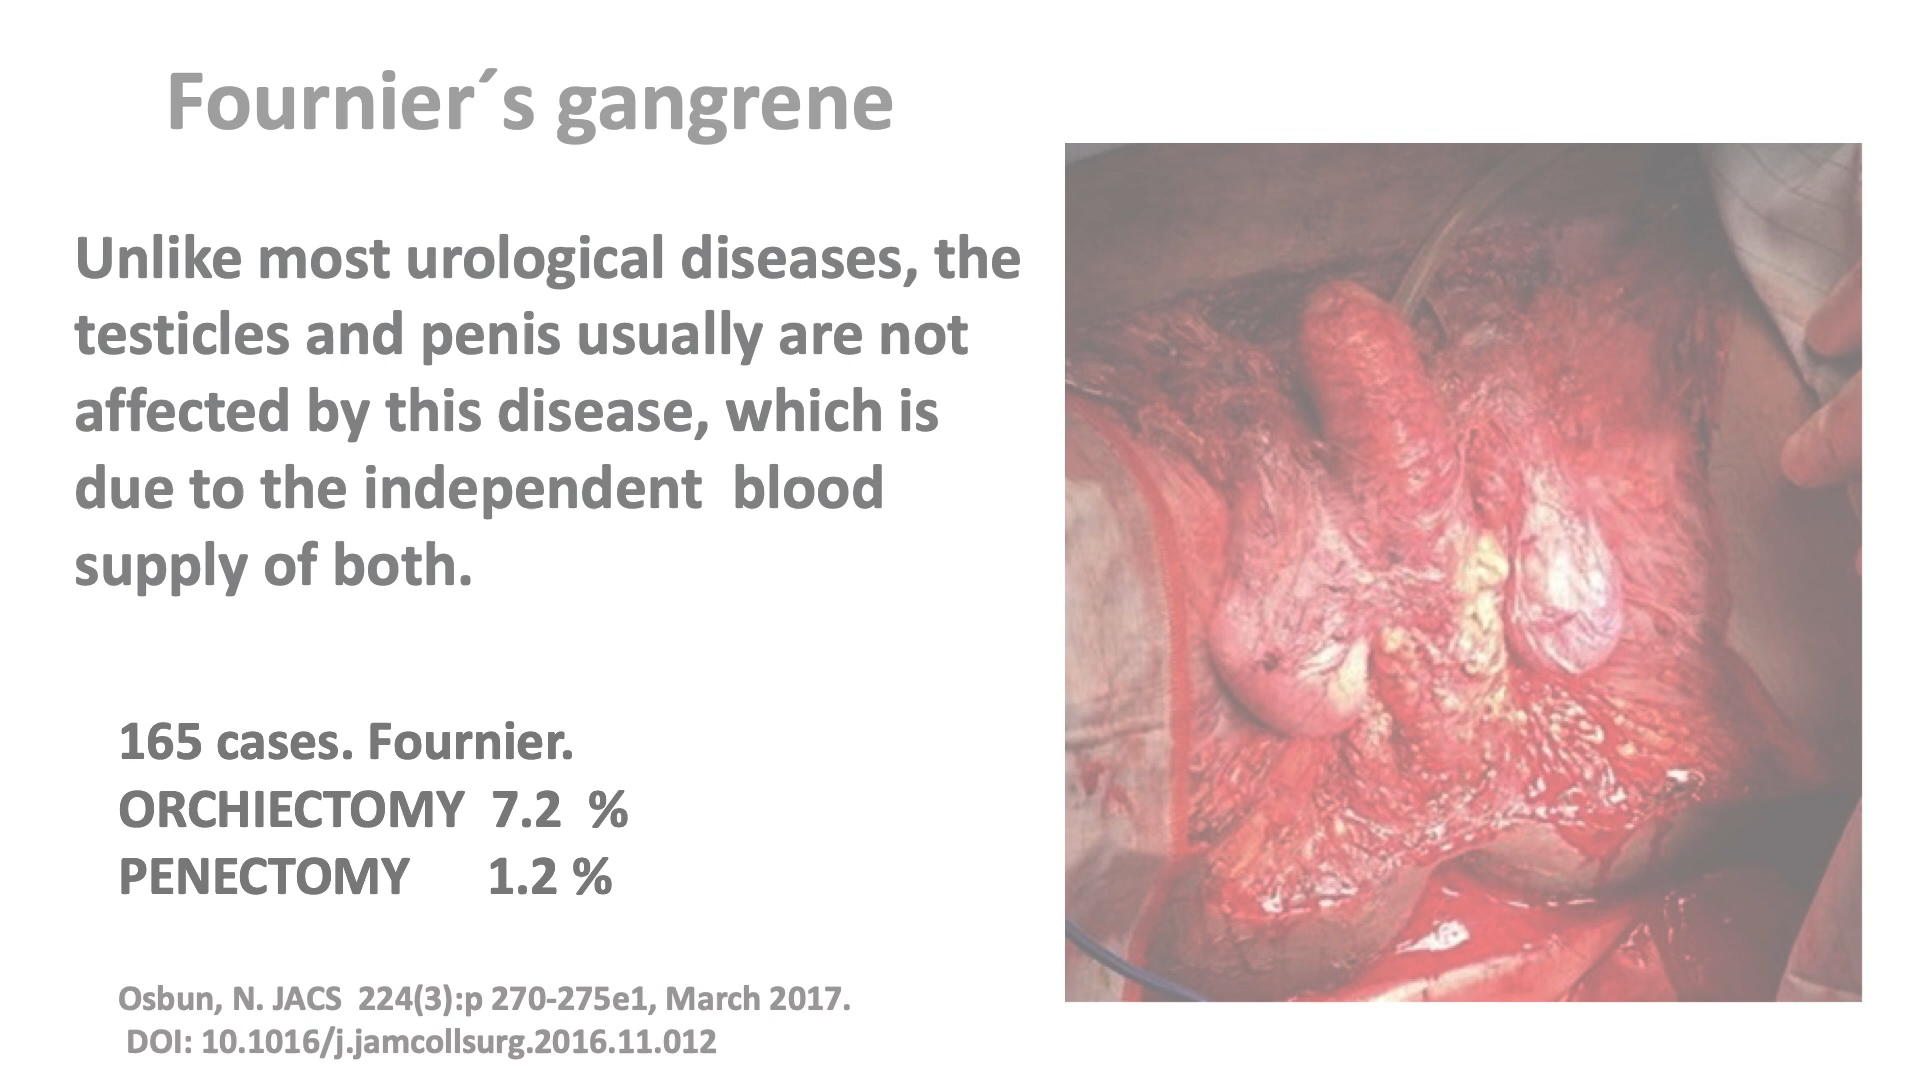 Fournier´s gangrene
Unlike most urological diseases, the
testicles and penis usually are not
affected by this disease, which is
due to the independent  blood
supply of both.
165 cases. Fournier.
ORCHIECTOMY  7.2  %
PENECTOMY      1.2 %
Osbun, N. JACS  224(3):p 270-275e1, March 2017.
DOI: 10.1016/j.jamcollsurg.2016.11.012